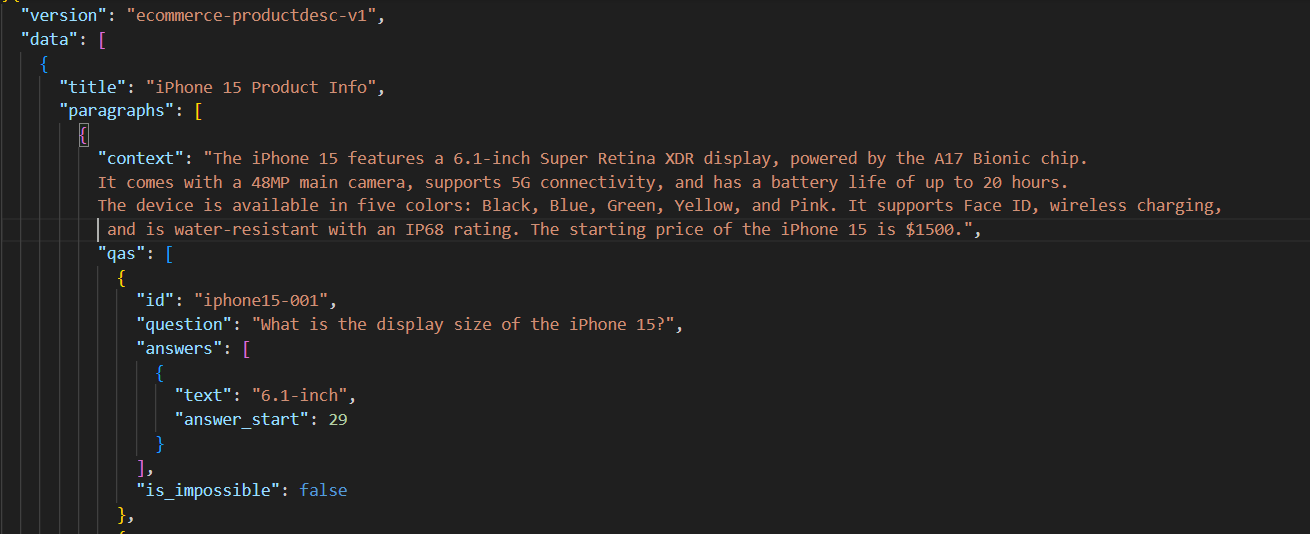 "version": "ecommerce-productdesc-v1",
"data": [
{
"title": "iPhone 15 Product Info",
"paragraphs": [
{
"context": "The iPhone 15 features a 6.1-inch Super Retina XDR display, powered by the A17 Bionic chip.
It comes with a 48MP main camera, supports 5G connectivity, and has a battery life of up to 20 hours.
The device is available in five colors: Black, Blue, Green, Yellow, and Pink. It supports Face ID, wireless charging,
and is water-resistant with an IP68 rating. The starting price of the iPhone 15 is $1500.",
"qas": [
{
"id": "iphone15-001",
"question": "What is the display size of the iPhone 15?",
"answers": [
{
"text": "6.1-inch",
"answer_start": 29
}
],
"is_impossible": false
},